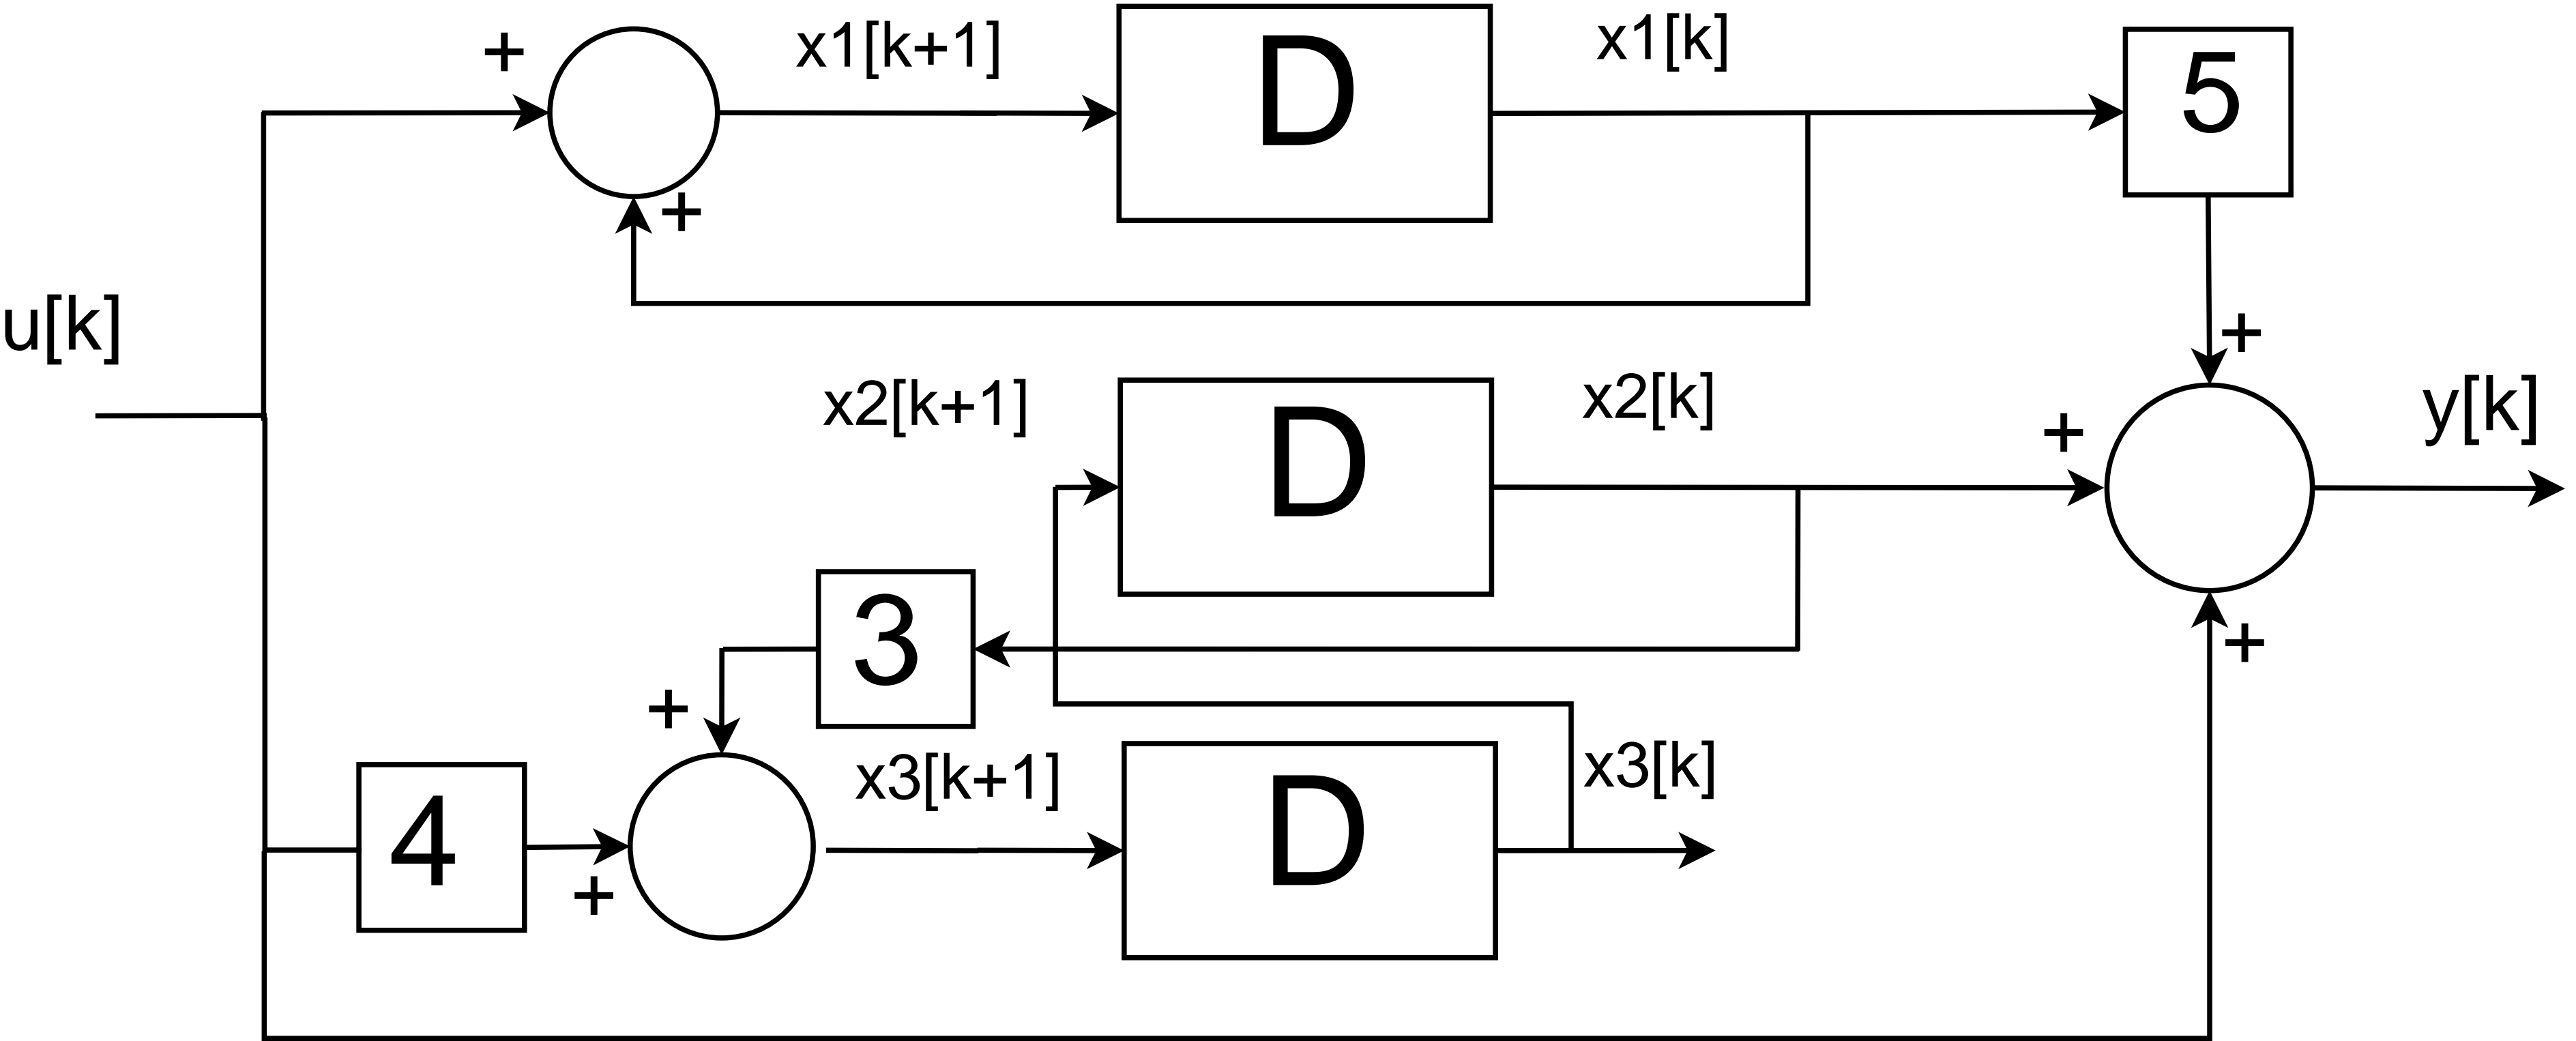 x1[k+1]
D
x1[k]
5
+
+
u[k]
x2[k+1]
D
x2[k]
+
+
y[k]
3
+
x3[k+1]
D
x3[k]
+
4
+